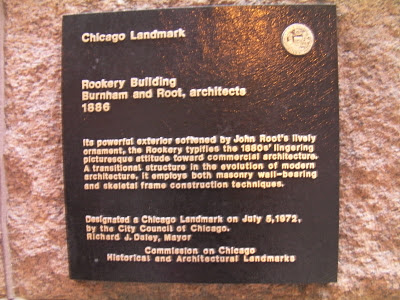 Chicago Landmark
Rookery Building
Burnham and Root, architects
1886
Its powerful exterior softened by John Root's lively
ornament, the Rookery typifies the 1880s' lingering
picturesque attitude toward commercial architecture.
A transitional structure in the evolution of modern
architecture, it employs both masonry wall-bearing
and skeletal frame construction techniques.
Designated a Chicago Landmark on July 5, 1972,
by the City Council of Chicago.
Richard J. Daley, Mayor
Commission on Chicago
Historical and Architectural Landmarks